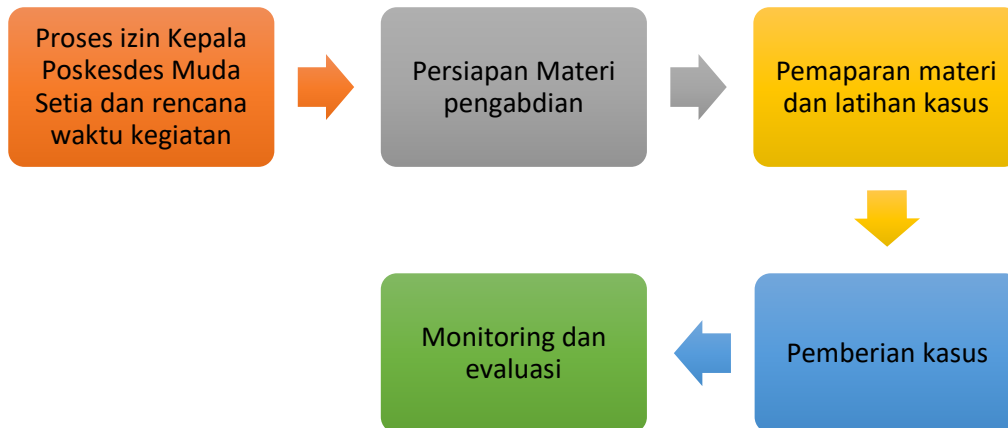 Proses izin Kepala
Poskesdes Muda
Setia dan rencana
waktu kegiatan
Persiapan Materi
pengabdian
Pemaparan materi
dan latihan kasus
Pemberian kasus
Monitoring dan
evaluasi